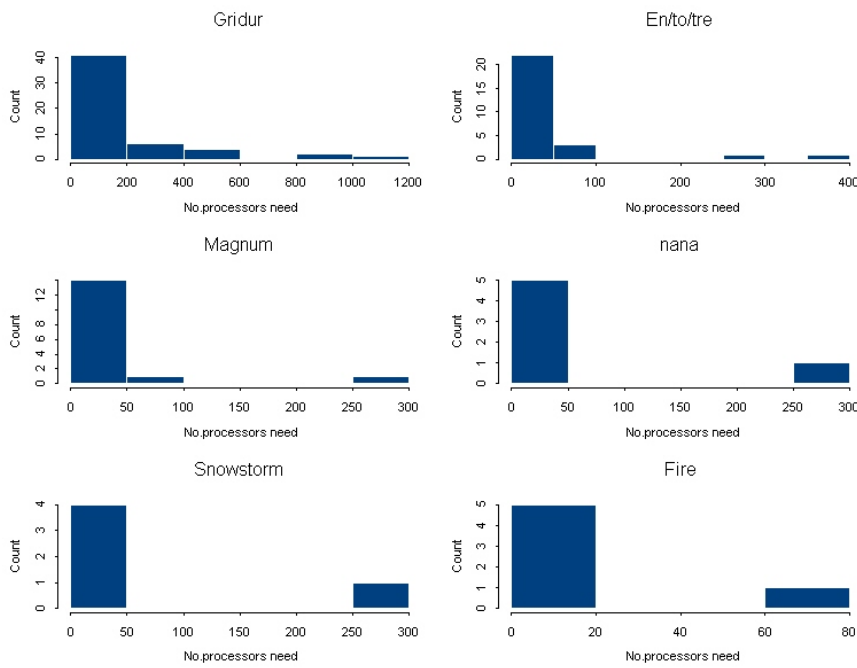 Gridur
Count
0 10 20 30 40
0 200 400 600 800 1000 1200
No.processors need
En/to/tre
Count
0 5 10 15 20
0 100 200 300 400
No.processors need
Magnum
Count
0 2 4 6 8 12
0 50 100 150 200 250 300
No.processors need
nana
Count
0 1 2 3 4 5
0 50 100 150 200 250 300
No.processors need
Snowstorm
Count
0 1 2 3 4
0 50 100 150 200 250 300
No.processors need
Fire
Count
0 1 2 3 4 5
0 20 40 60 80
No.processors need